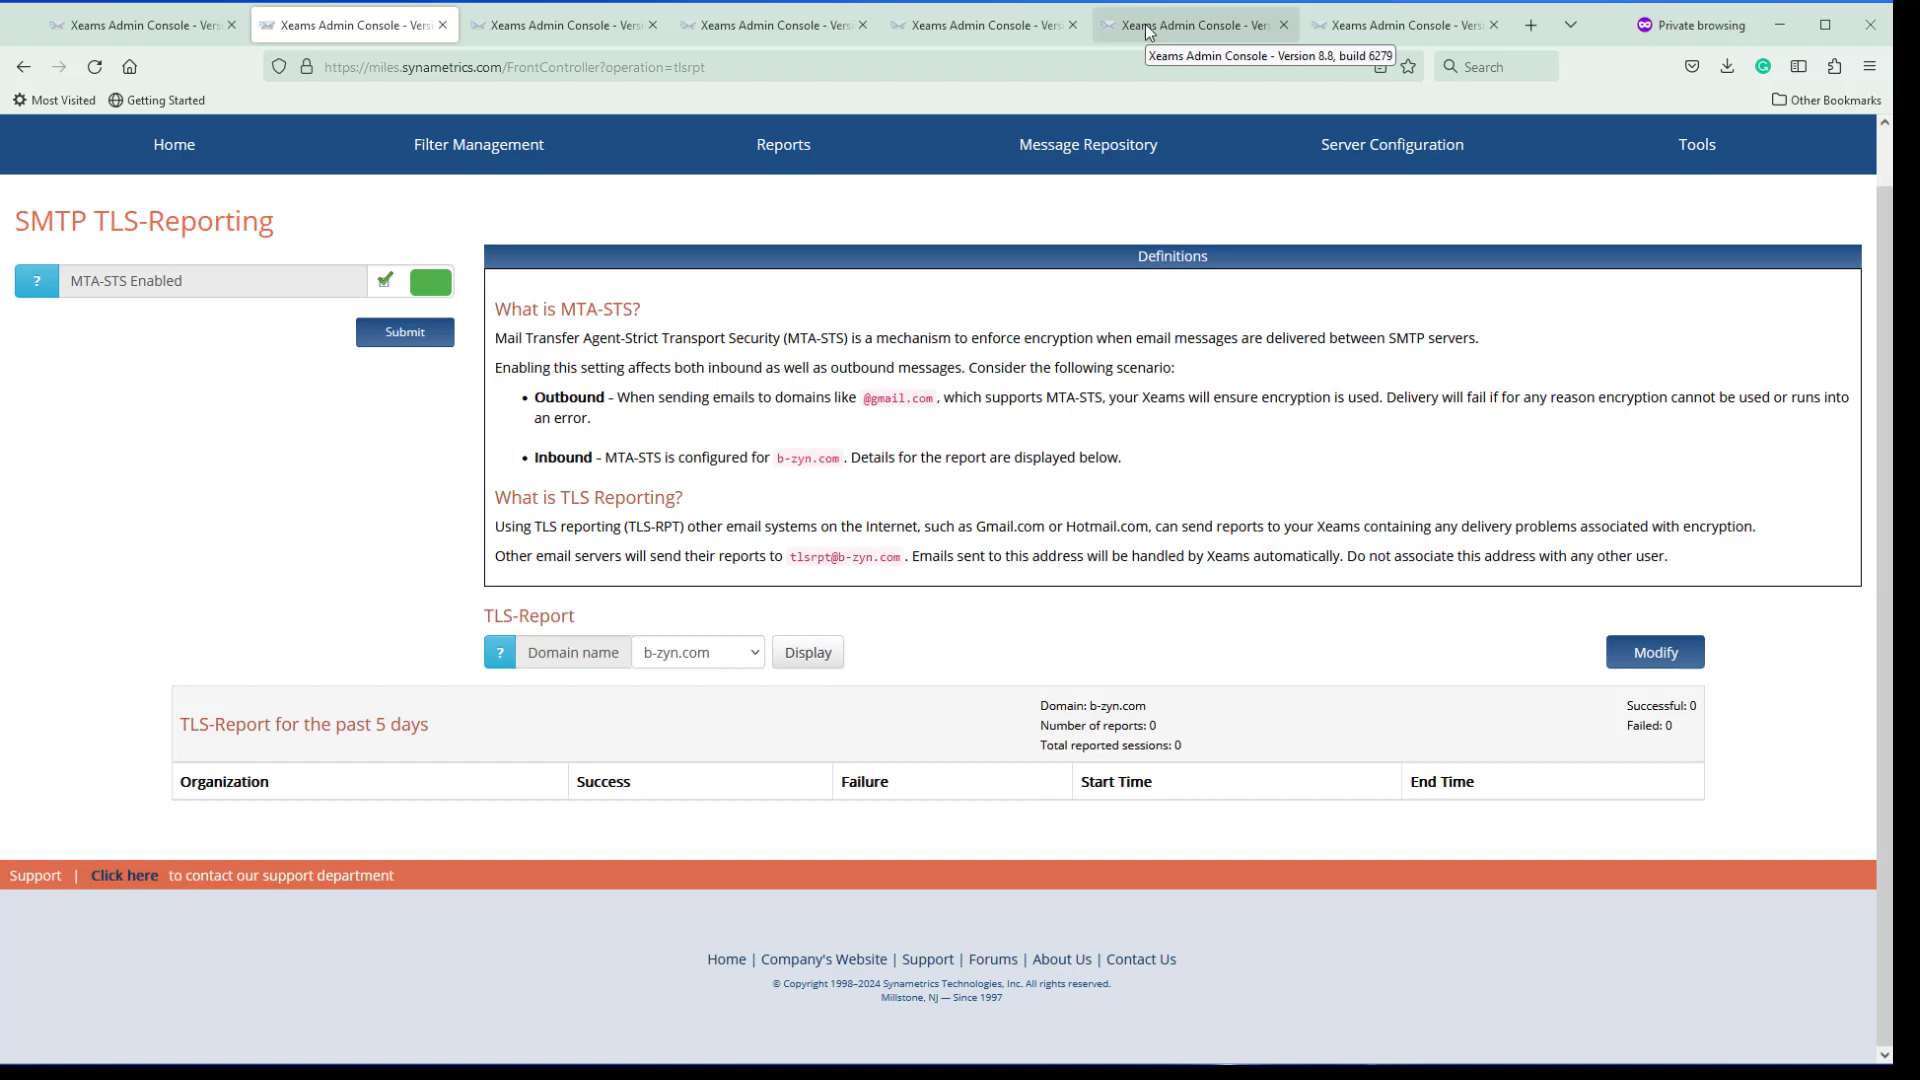 Xeams Admin Console - Vers
Xeams Admin Console - Versi
Xeams Admin Console - Versi
Xeams Admin Console - Versi
Xeams Admin Console - Versi
Xeams Admin Console - Vers
Xeams Admin Console - Vers
Private browsing
Xeams Admin Console - Version 8.8, build 6279
https://miles.synametrics.com/FrontController?operation=tlsrpt
Search
Most Visited
Getting Started
Other Bookmarks
Home
Filter Management
Reports
Message Repository
Server Configuration
Tools
SMTP TLS-Reporting
? MTA-STS Enabled
Submit
Definitions
What is MTA-STS?
Mail Transfer Agent-Strict Transport Security (MTA-STS) is a mechanism to enforce encryption when email messages are delivered between SMTP servers.
Enabling this setting affects both inbound as well as outbound messages. Consider the following scenario:
• Outbound - When sending emails to domains like @gmail.com, which supports MTA-STS, your Xeams will ensure encryption is used. Delivery will fail if for any reason encryption cannot be used or runs into
an error.
• Inbound - MTA-STS is configured for b-zyn.com. Details for the report are displayed below.
What is TLS Reporting?
Using TLS reporting (TLS-RPT) other email systems on the Internet, such as Gmail.com or Hotmail.com, can send reports to your Xeams containing any delivery problems associated with encryption.
Other email servers will send their reports to tlsrpt@b-zyn.com. Emails sent to this address will be handled by Xeams automatically. Do not associate this address with any other user.
TLS-Report
? Domain name b-zyn.com Display
Modify
TLS-Report for the past 5 days
Domain: b-zyn.com
Number of reports: 0
Total reported sessions: 0
Successful: 0
Failed: 0
Organization Success Failure Start Time End Time
Support | Click here to contact our support department
Home | Company's Website | Support | Forums | About Us | Contact Us
© Copyright 1998–2024 Synametrics Technologies, Inc. All rights reserved.
Millstone, NJ — Since 1997